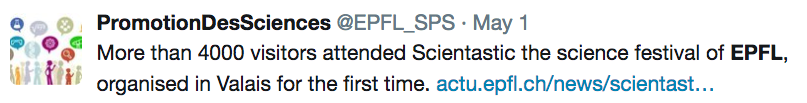 PromotionDesSciences @EPFL_SPS · May 1
More than 4000 visitors attended Scientastic the science festival of EPFL,
organised in Valais for the first time. actu.epfl.ch/news/scientast…